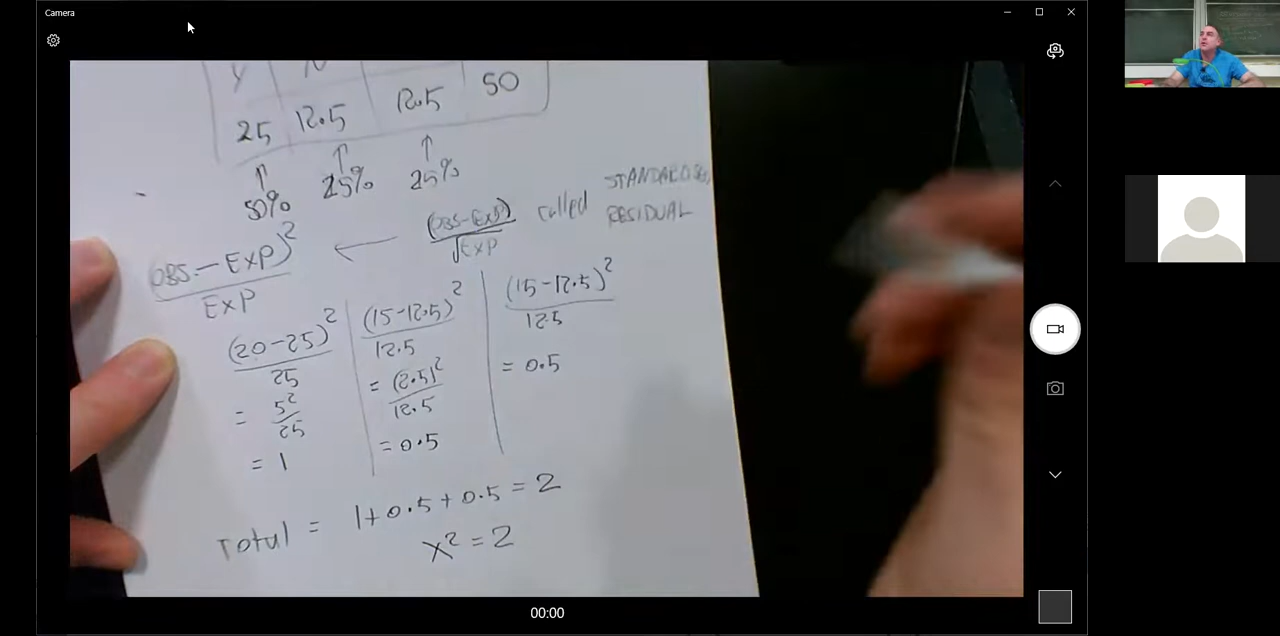 Camera
Y N 50
25 12.5 12.5
↑ ↑ ↑
50% 25% 25%
(OBS.-EXP)² / EXP ← (OBS-EXP) / √EXP called STANDARDISED RESIDUAL
(20-25)² / 25 (15-12.5)² / 12.5 (15-12.5)² / 12.5
= 5² / 25 = (2.5)² / 12.5 = 0.5
= 1 = 0.5
Total = 1+0.5+0.5 = 2
X² = 2
00:00